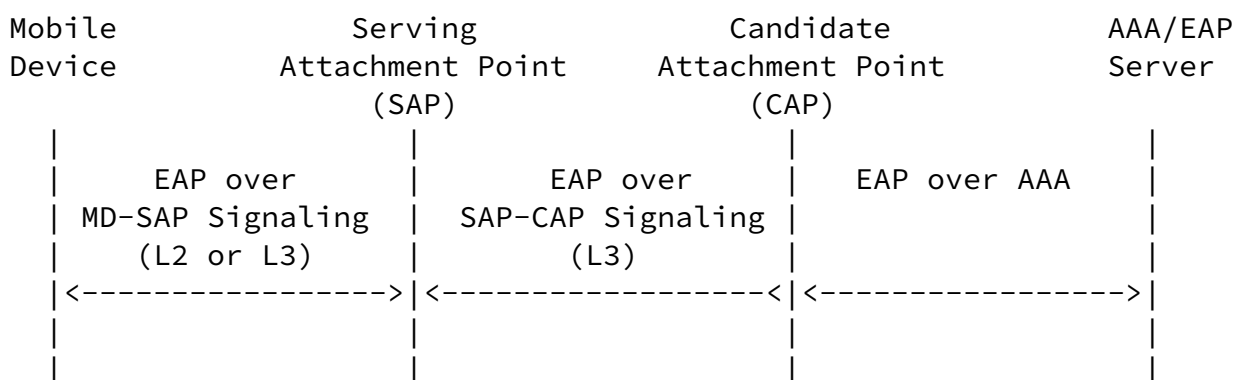 Mobile Serving Candidate AAA/EAP
Device Attachment Point Attachment Point Server
(SAP) (CAP)
EAP over EAP over EAP over AAA
MD-SAP Signaling SAP-CAP Signaling
(L2 or L3) (L3)